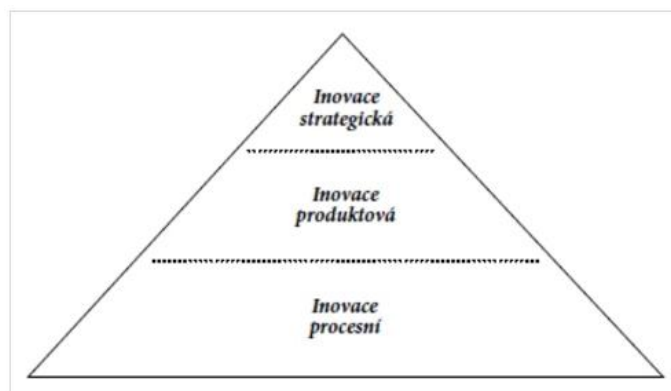 Inovace
strategická
Inovace
produktová
Inovace
procesní